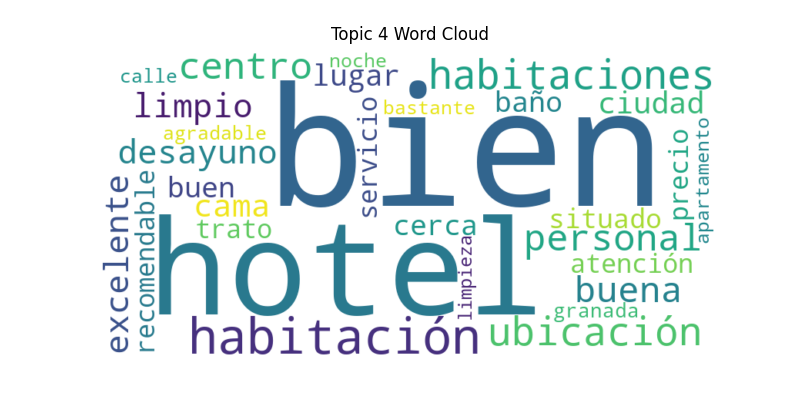 Topic 4 Word Cloud
noche
calle
centro
lugar
habitaciones
limpio
bastante
baño
ciudad
agradable
bien
servicio
desayuno
precio
apartamento
buen
cama
excelente
recomendable
trato
cerca
situado
personal
hotel
limpieza
atención
buena
granada
habitación
ubicación